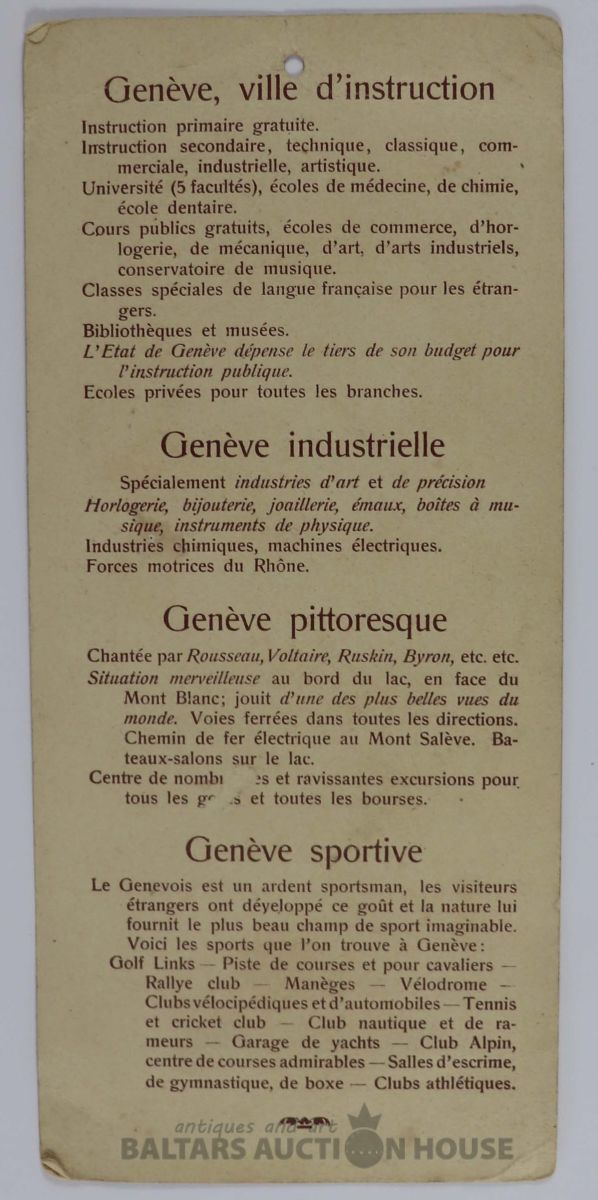 Genève, ville d'instruction
Instruction primaire gratuite.
Instruction secondaire, technique, classique, com-
merciale, industrielle, artistique.
Université (5 facultés), écoles de médecine, de chimie,
école dentaire.
Cours publics gratuits, écoles de commerce, d'hor-
logerie, de mécanique, d'art, d'arts industriels,
conservatoire de musique.
Classes spéciales de langue française pour les étran-
gers.
Bibliothèques et musées.
L'Etat de Genève dépense le tiers de son budget pour
l'instruction publique.
Ecoles privées pour toutes les branches.
Genève industrielle
Spécialement industries d'art et de précision
Horlogerie, bijouterie, joaillerie, émaux, boîtes à mu-
sique, instruments de physique.
Industries chimiques, machines électriques.
Forces motrices du Rhône.
Genève pittoresque
Chantée par Rousseau, Voltaire, Ruskin, Byron, etc. etc.
Situation merveilleuse au bord du lac, en face du
Mont Blanc; jouit d'une des plus belles vues du
monde. Voies ferrées dans toutes les directions.
Chemin de fer électrique au Mont Salève. Ba-
teaux-salons sur le lac.
Centre de et ravissantes excursions pour
tous les et toutes les bourses.
Genève sportive
Le Genevois est un ardent sportsman, les visiteurs
étrangers ont développé ce goût et la nature lui
fournit le plus beau champ de sport imaginable.
Voici les sports que l'on trouve à Genève:
Golf Links — Piste de courses et pour cavaliers —
Rallye club — Manèges — Vélodrome —
Clubs vélocipédiques et d'automobiles — Tennis
et cricket club — Club nautique et de ra-
meurs — Garage de yachts — Club Alpin,
centre de courses admirables — Salles d'escrime,
de gymnastique, de boxe — Clubs athlétiques.
antiques and art
BALTARS AUCTION HOUSE